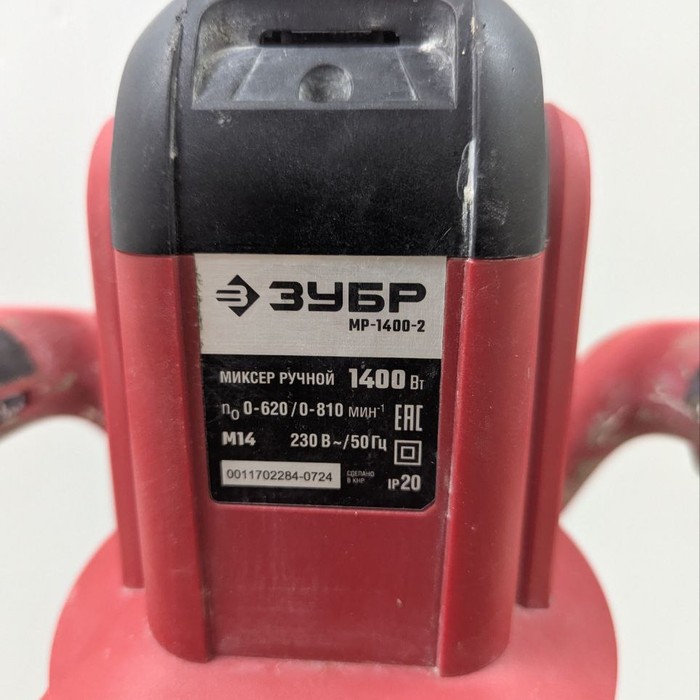 ЗУБР
МР-1400-2
МИКСЕР РУЧНОЙ 1400 Вт
n0 0-620/0-810 мин-1
EAC
М14 230 В~/50 Гц
0011702284-0724
СДЕЛАНО
В КНР
IP20